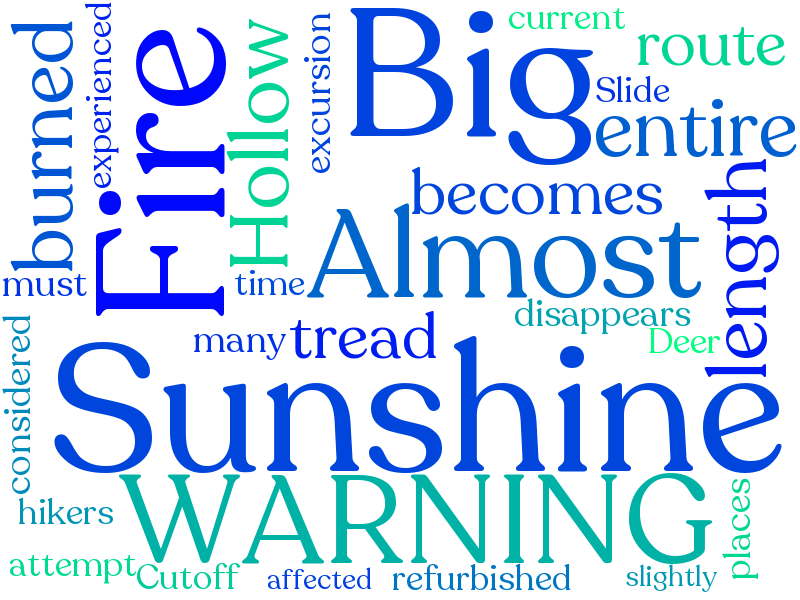 current
Big
route
Slide
entire
burned
experienced
Fire
Hollow
excursion
becomes
length
Almost
must
time
disappears
many
tread
Deer
considered
Sunshine
WARNING
places
hikers
attempt
Cutoff
affected
refurbished
slightly